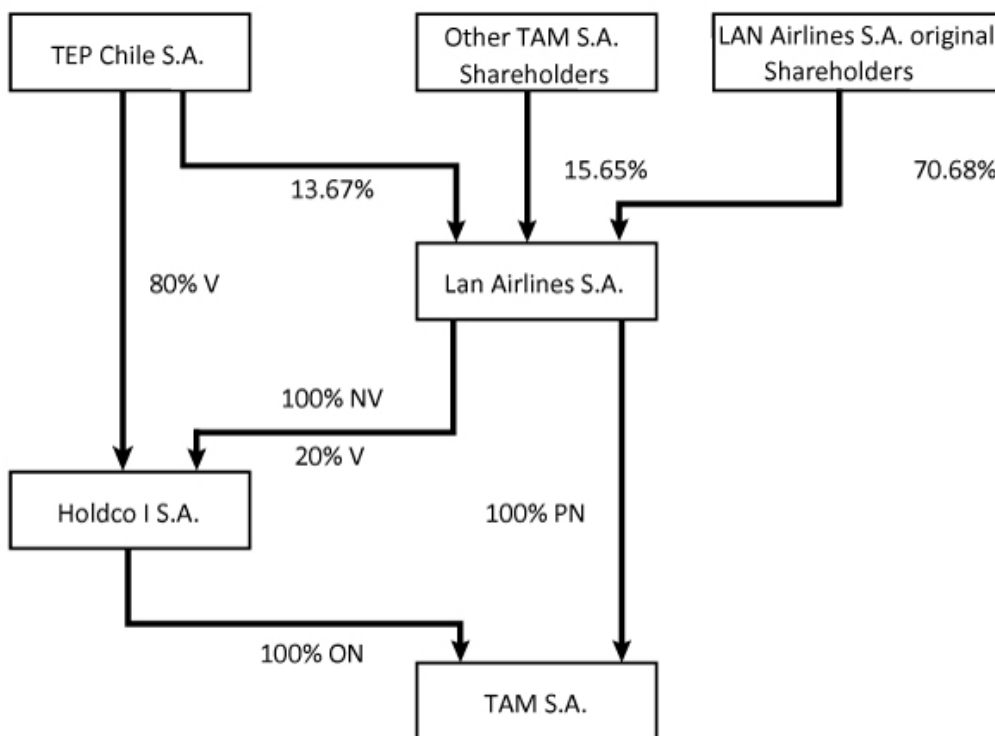 TEP Chile S.A.
Other TAM S.A.
Shareholders
LAN Airlines S.A. original
Shareholders
13.67%
15.65%
70.68%
80% V
Lan Airlines S.A.
100% NV
20% V
Holdco I S.A.
100% PN
100% ON
TAM S.A.